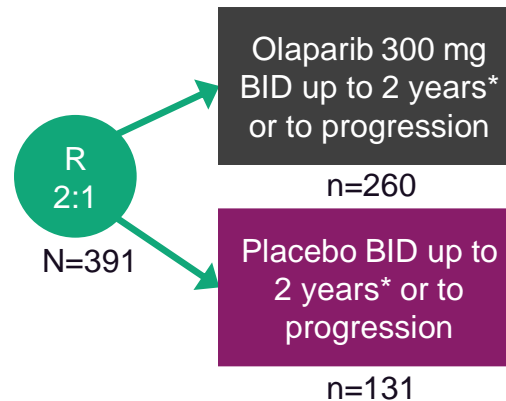 R
2:1
N=391
Olaparib 300 mg
BID up to 2 years*
or to progression
n=260
Placebo BID up to
2 years* or to
progression
n=131